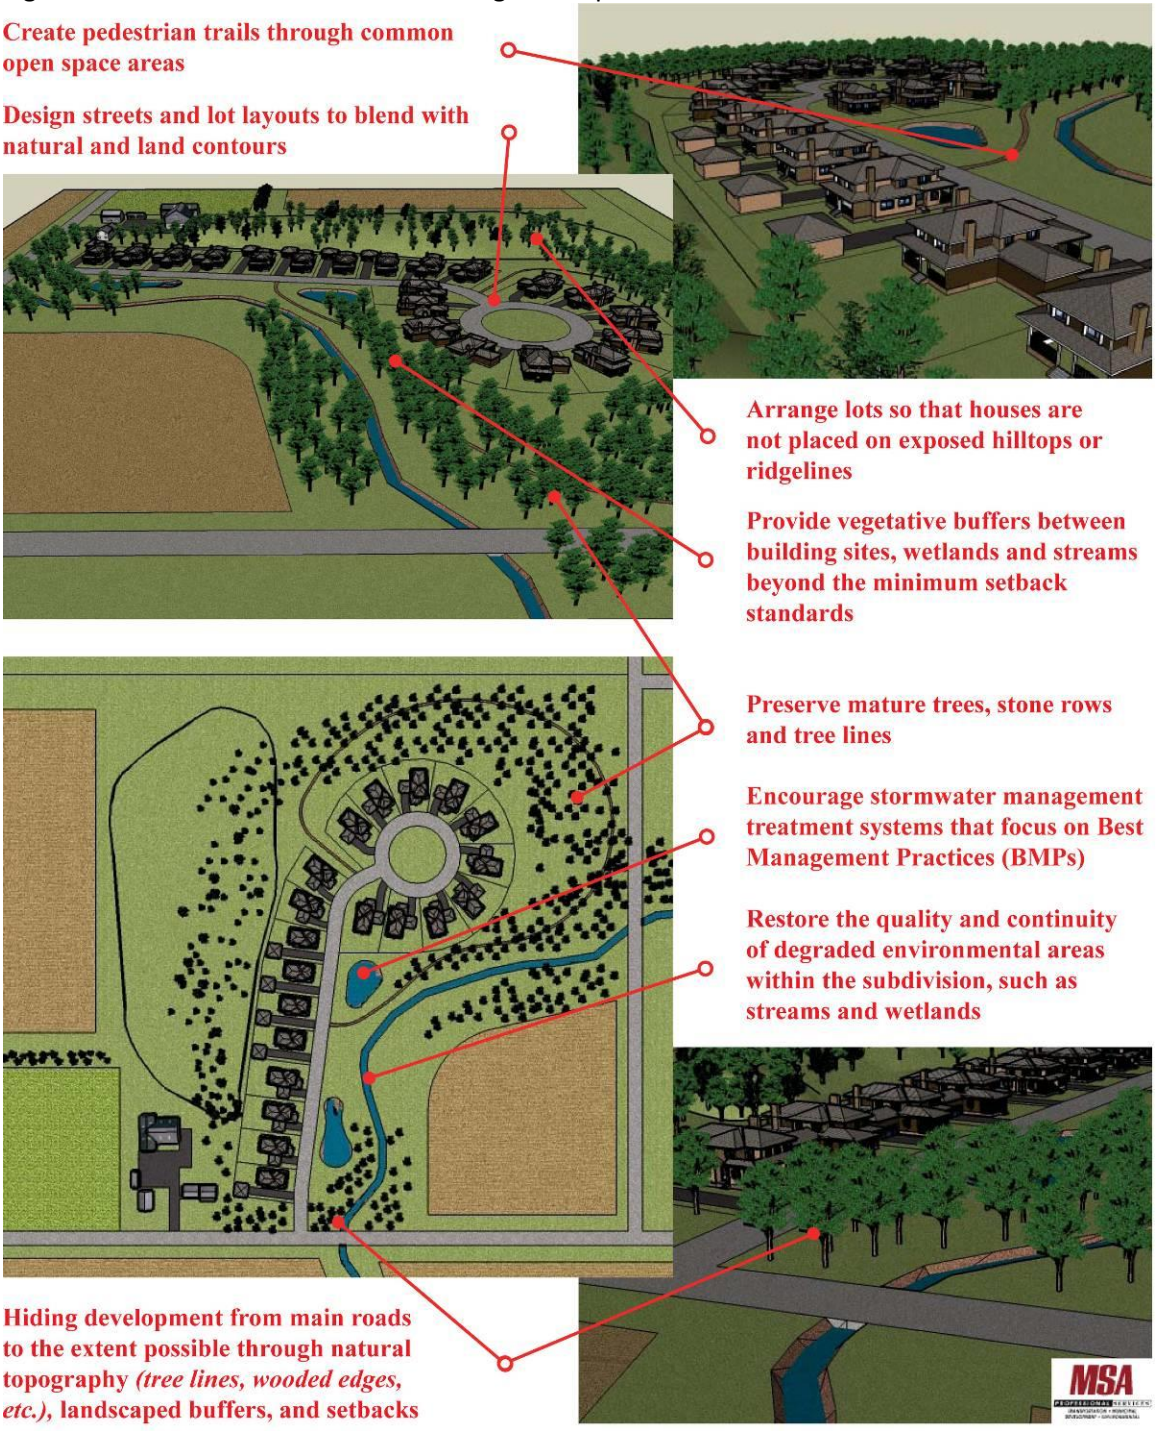 Create pedestrian trails through common
open space areas
Design streets and lot layouts to blend with
natural and land contours
Arrange lots so that houses are
not placed on exposed hilltops or
ridgelines
Provide vegetative buffers between
building sites, wetlands and streams
beyond the minimum setback
standards
Preserve mature trees, stone rows
and tree lines
Encourage stormwater management
treatment systems that focus on Best
Management Practices (BMPs)
Restore the quality and continuity
of degraded environmental areas
within the subdivision, such as
streams and wetlands
Hiding development from main roads
to the extent possible through natural
topography (tree lines, wooded edges,
etc.), landscaped buffers, and setbacks
MSA
PROFESSIONAL SERVICES